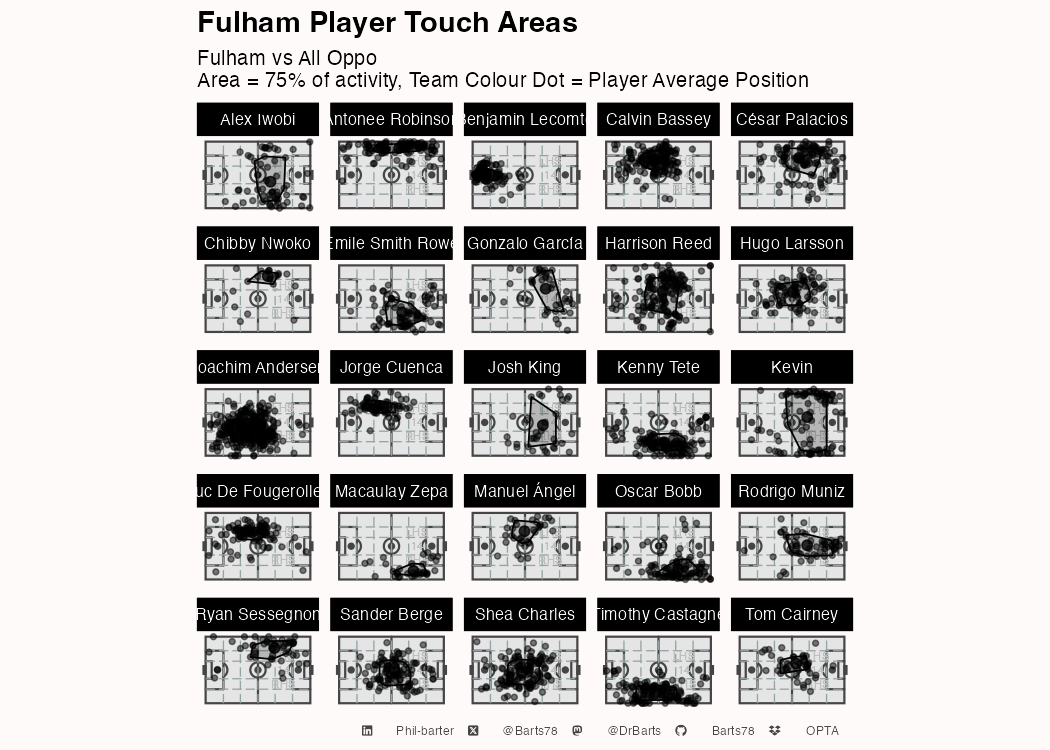 Fulham Player Touch Areas
Fulham vs All Oppo
Area = 75% of activity, Team Colour Dot = Player Average Position
Alex Iwobi
Antonee Robinson
Benjamin Lecomte
Calvin Bassey
César Palacios
Chibby Nwoko
Emile Smith Rowe
Gonzalo García
Harrison Reed
Hugo Larsson
oachim Andersen
Jorge Cuenca
Josh King
Kenny Tete
Kevin
uc De Fougerolle
Macaulay Zepa
Manuel Ángel
Oscar Bobb
Rodrigo Muniz
Ryan Sessegnon
Sander Berge
Shea Charles
Timothy Castagne
Tom Cairney
Phil-barter @Barts78 @DrBarts Barts78 OPTA